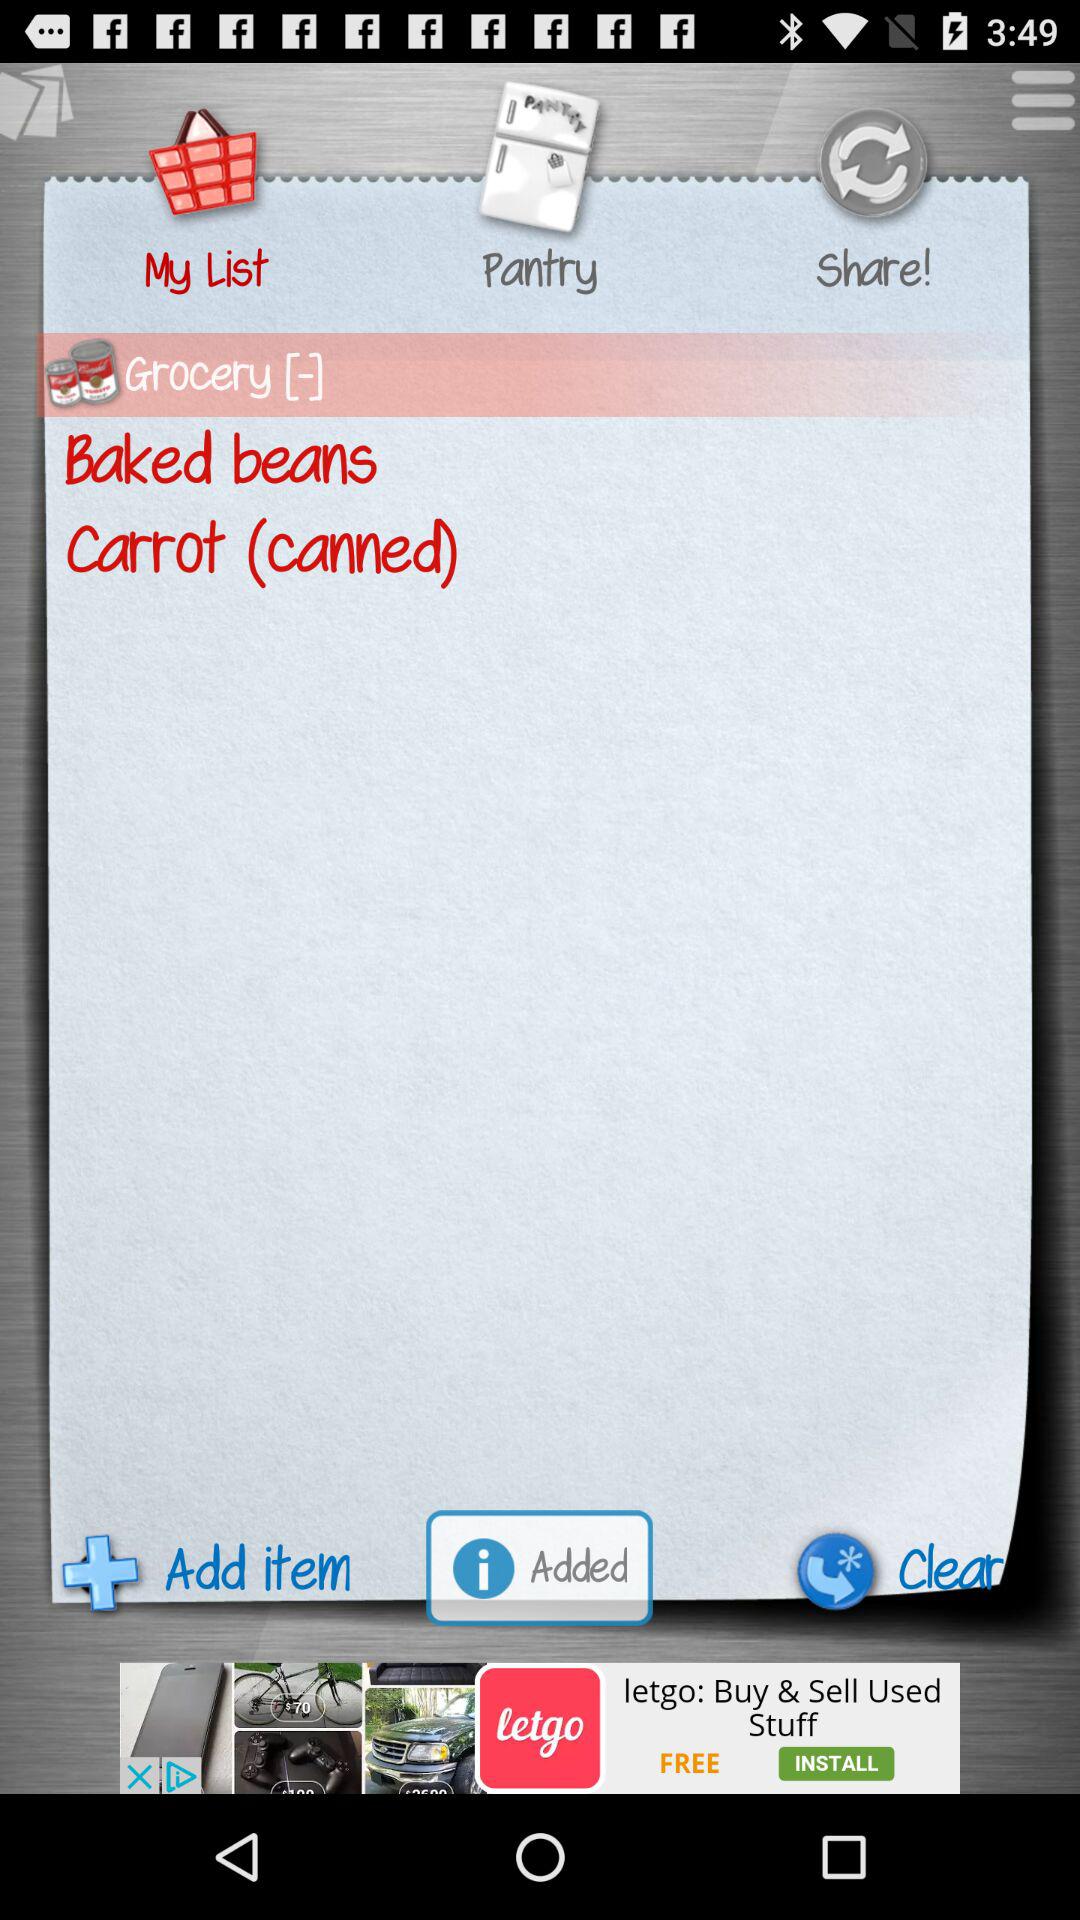 3:49
PANTRY
My List
Pantry
Share!
Grocery [-]
Baked beans
Carrot (canned)
Add item
Added
Clear
$70
letgo
letgo: Buy & Sell Used
Stuff
FREE
INSTALL